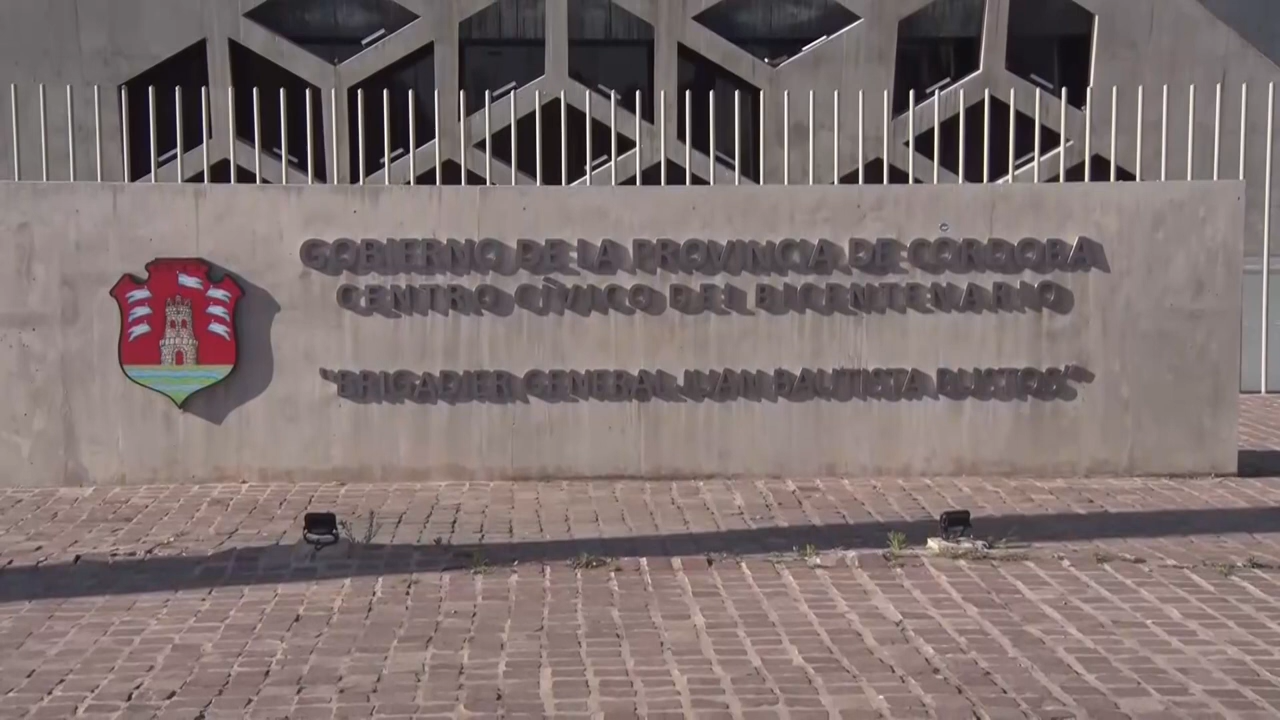 GOBIERNO DE LA PROVINCIA DE CÓRDOBA
CENTRO CÍVICO DEL BICENTENARIO
"BRIGADIER GENERAL JUAN BAUTISTA BUSTOS"